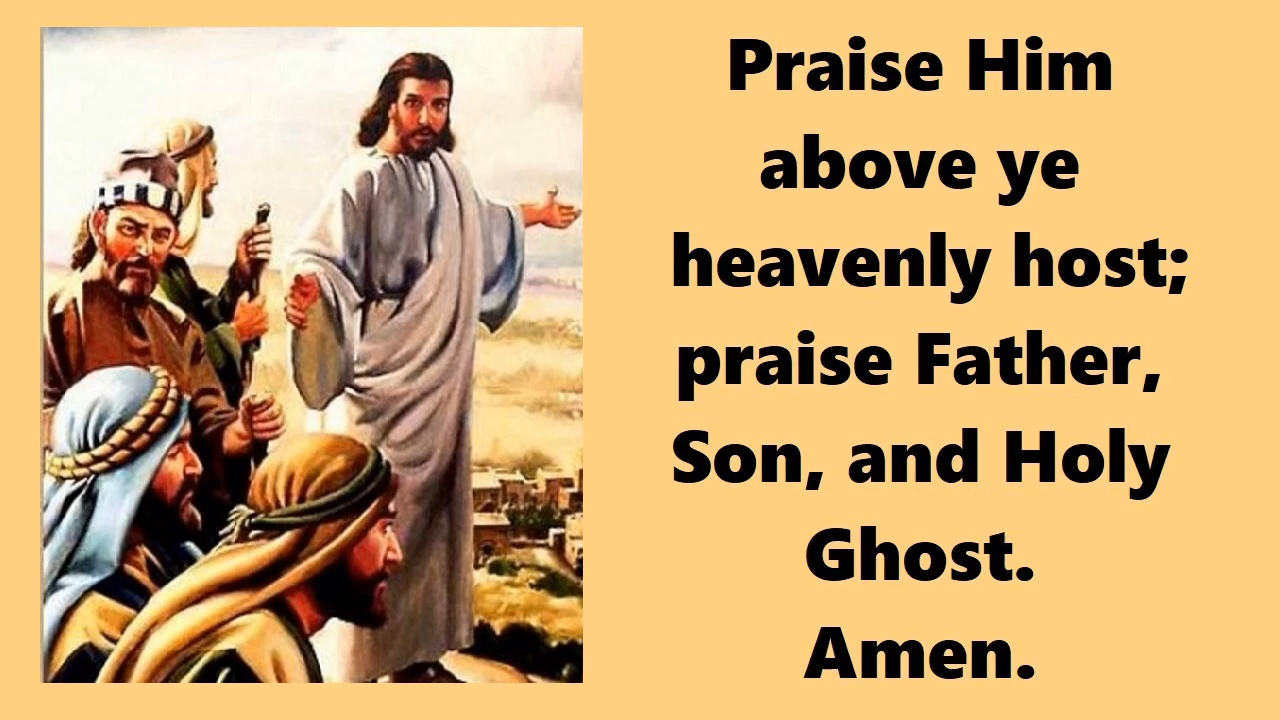 Praise Him
above ye
heavenly host;
praise Father,
Son, and Holy
Ghost.
Amen.